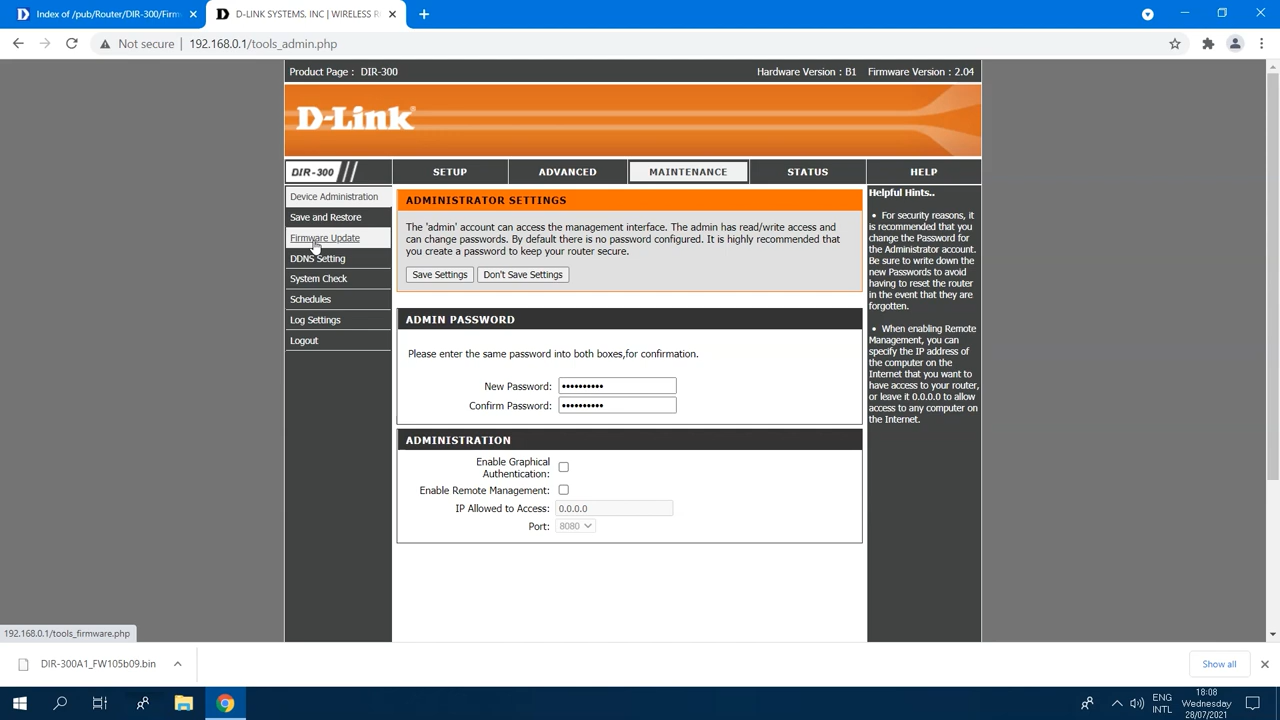 Index of /pub/Router/DIR-300/Firm
D-LINK SYSTEMS, INC | WIRELESS R
Not secure
192.168.0.1/tools_admin.php
Product Page : DIR-300
Hardware Version : B1
Firmware Version : 2.04
D-Link
DIR-300
SETUP
ADVANCED
MAINTENANCE
STATUS
HELP
Device Administration
Save and Restore
Firmware Update
DDNS Setting
System Check
Schedules
Log Settings
Logout
ADMINISTRATOR SETTINGS
The 'admin' account can access the management interface. The admin has read/write access and
can change passwords. By default there is no password configured. It is highly recommended that
you create a password to keep your router secure.
Save Settings
Don't Save Settings
ADMIN PASSWORD
Please enter the same password into both boxes,for confirmation.
New Password: ••••••••••
Confirm Password: ••••••••••
ADMINISTRATION
Enable Graphical
Authentication:
Enable Remote Management:
IP Allowed to Access: 0.0.0.0
Port: 8080
Helpful Hints..
• For security reasons, it
is recommended that you
change the Password for
the Administrator account.
Be sure to write down the
new Passwords to avoid
having to reset the router
in the event that they are
forgotten.
• When enabling Remote
Management, you can
specify the IP address of
the computer on the
Internet that you want to
have access to your router,
or leave it 0.0.0.0 to allow
access to any computer on
the Internet.
192.168.0.1/tools_firmware.php
DIR-300A1_FW105b09.bin
Show all
ENG
INTL
18:08
Wednesday
28/07/2021